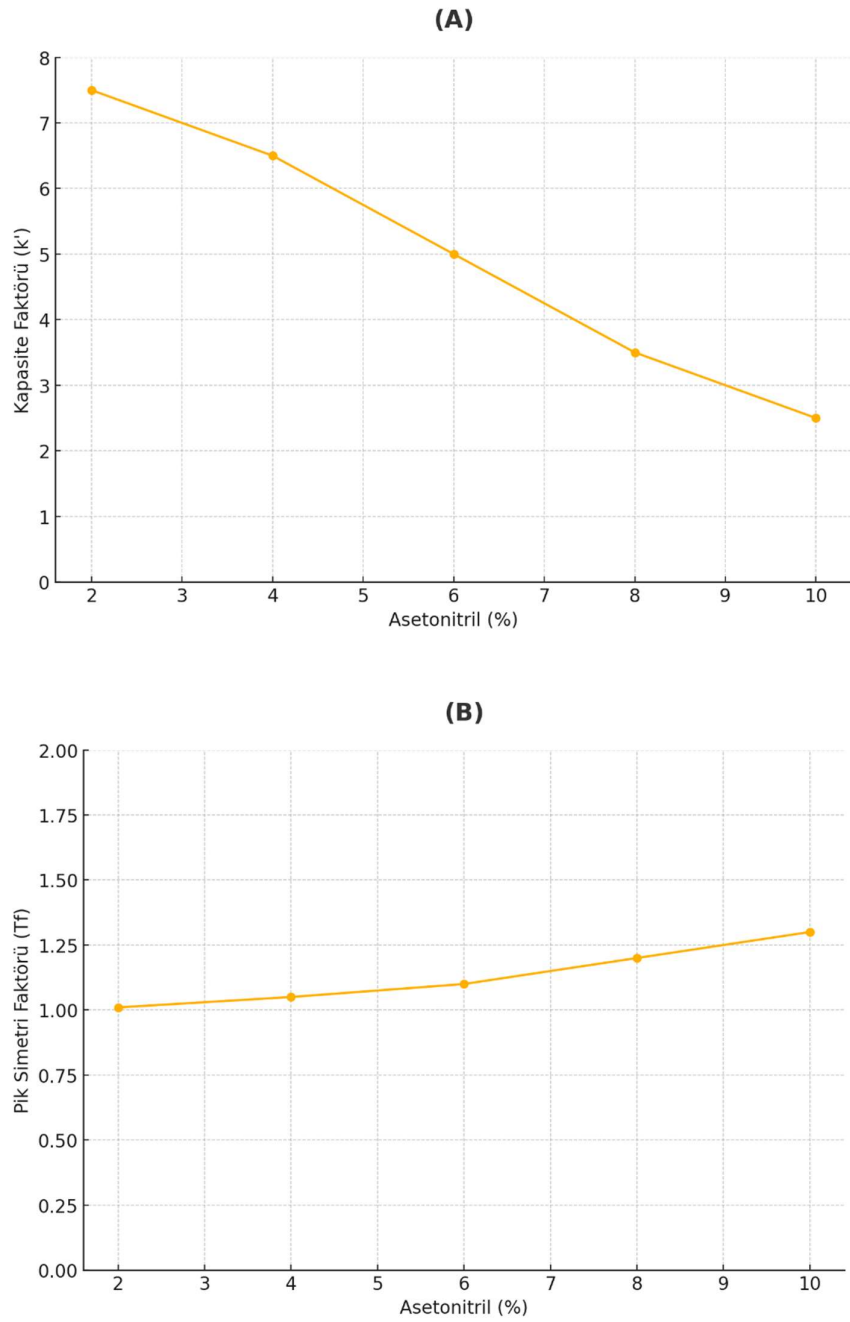 (A)
8
7
6
5
4
3
2
1
0
Kapasite Faktörü (k')
2 3 4 5 6 7 8 9 10
Asetonitril (%)
(B)
2.00
1.75
1.50
1.25
1.00
0.75
0.50
0.25
0.00
Pik Simetri Faktörü (Tf)
2 3 4 5 6 7 8 9 10
Asetonitril (%)